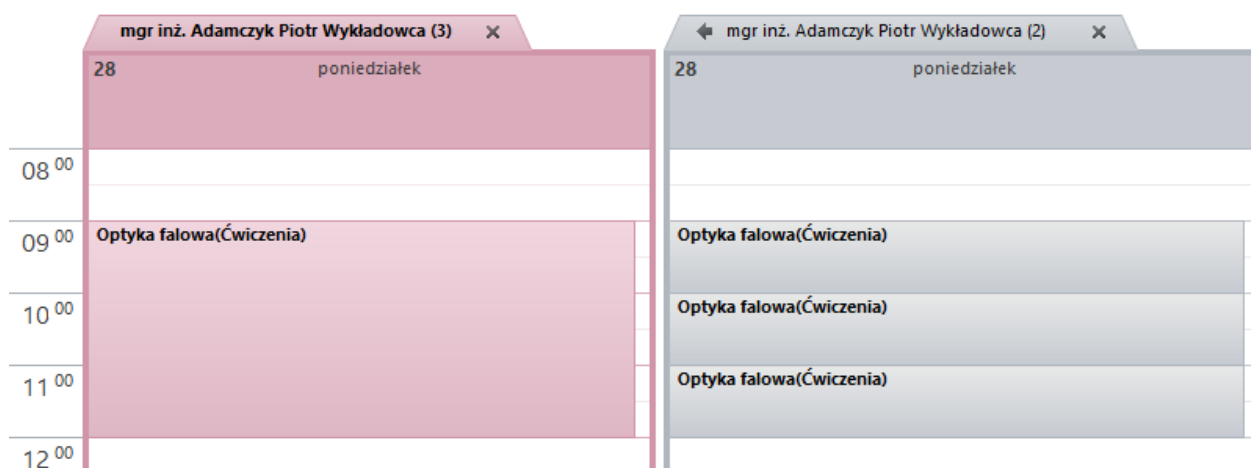 mgr inż. Adamczyk Piotr Wykładowca (3)
mgr inż. Adamczyk Piotr Wykładowca (2)
28 poniedziałek
28 poniedziałek
08 00
09 00
Optyka falowa(Ćwiczenia)
Optyka falowa(Ćwiczenia)
10 00
Optyka falowa(Ćwiczenia)
11 00
Optyka falowa(Ćwiczenia)
12 00